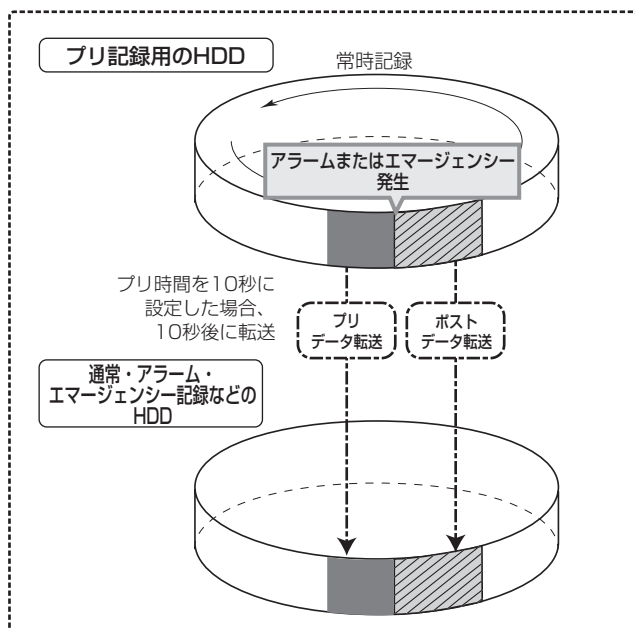 プリ記録用のHDD
常時記録
アラームまたはエマージェンシー
発生
プリ時間を10秒に
設定した場合、
10秒後に転送
プリ
データ転送
ポスト
データ転送
通常・アラーム・
エマージェンシー記録などの
HDD